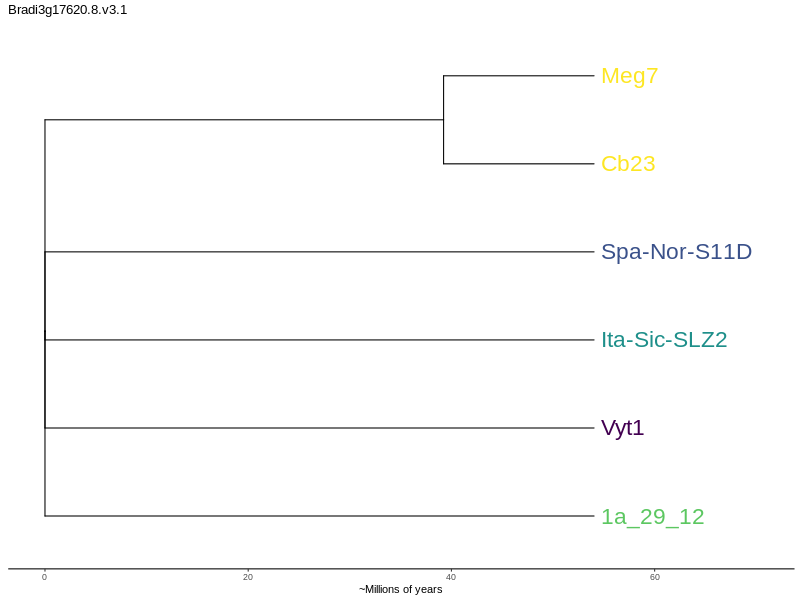 Bradi3g17620.8.v3.1
Meg7
Cb23
Spa-Nor-S11D
Ita-Sic-SLZ2
Vyt1
1a_29_12
0 20 40 60
~Millions of years